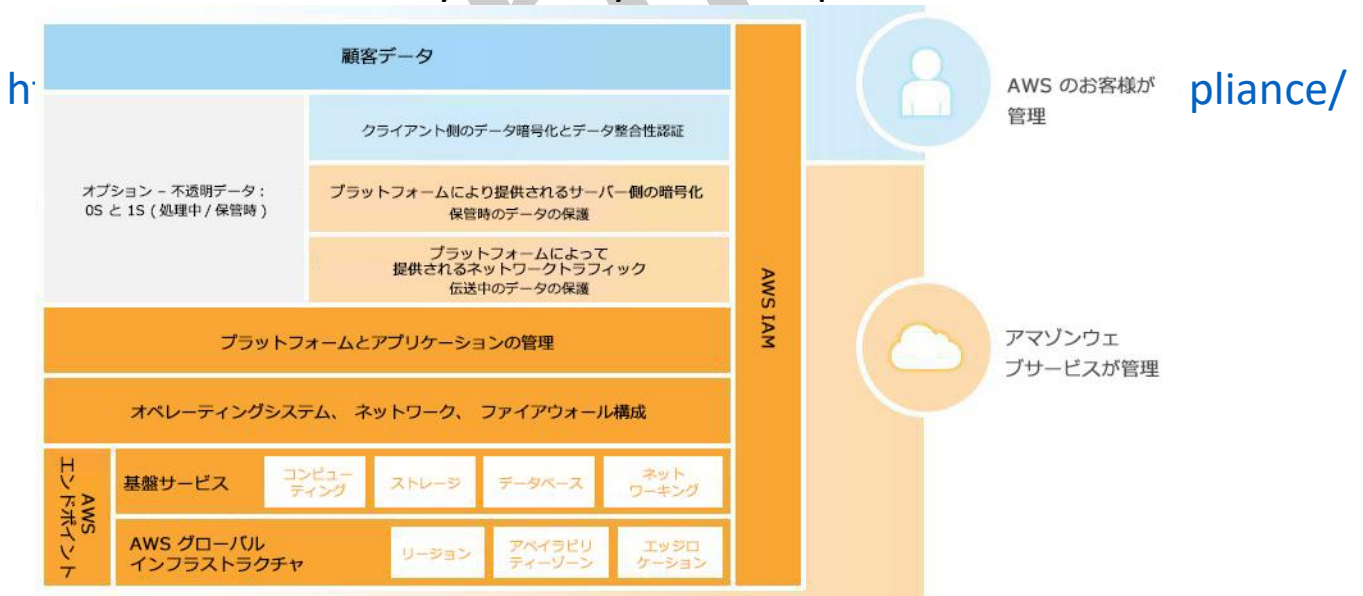 顧客データ
クライアント側のデータ暗号化とデータ整合性認証
オプション – 不透明データ :
0S と 1S ( 処理中 / 保管時 )
プラットフォームにより提供されるサーバー側の暗号化
保管時のデータの保護
プラットフォームによって
提供されるネットワークトラフィック
伝送中のデータの保護
プラットフォームとアプリケーションの管理
オペレーティングシステム、 ネットワーク、 ファイアウォール構成
AWS
エンドポイント
基盤サービス
コンピュー
ティング
ストレージ
データベース
ネット
ワーキング
AWS グローバル
インフラストラクチャ
リージョン
アベイラビリ
ティーゾーン
エッジロ
ケーション
AWS IAM
AWS のお客様が
管理
pliance/
アマゾンウェ
ブサービスが管理